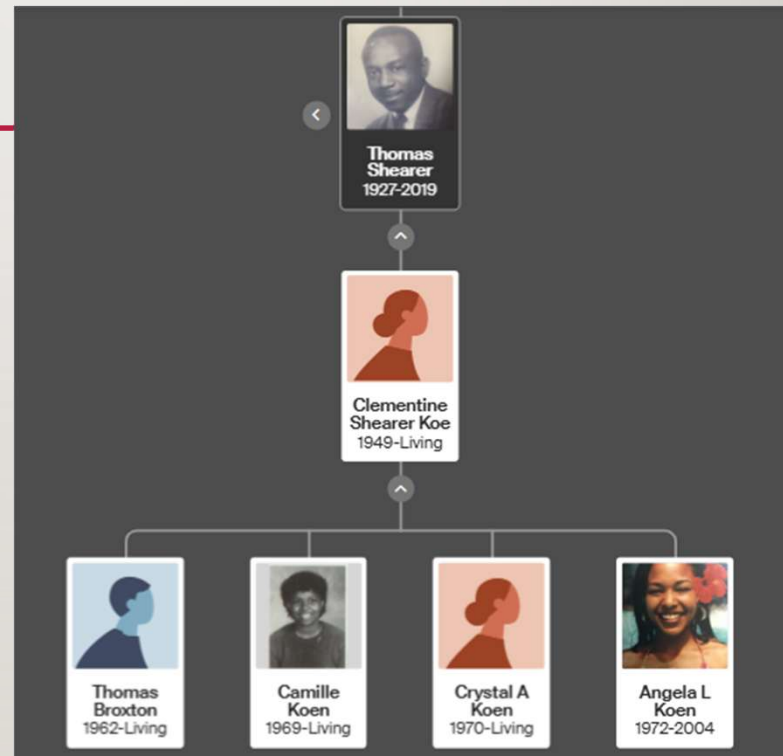 Thomas
Shearer
1927-2019
Clementine
Shearer Koe
1949-Living
Thomas
Broxton
1962-Living
Camille
Koen
1969-Living
Crystal A
Koen
1970-Living
Angela L
Koen
1972-2004